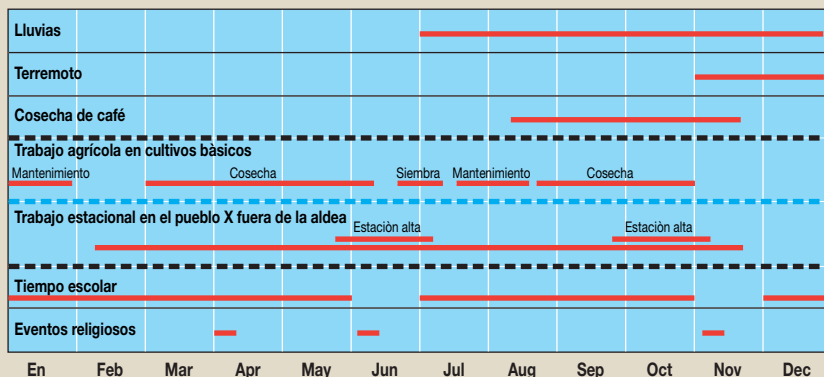 Lluvias
Terremoto
Cosecha de café
Trabajo agrícola en cultivos bàsicos
Mantenimiento Cosecha Siembra Mantenimiento Cosecha
Trabajo estacional en el pueblo X fuera de la aldea
Estaciòn alta Estaciòn alta
Tiempo escolar
Eventos religiosos
En Feb Mar Apr May Jun Jul Aug Sep Oct Nov Dec